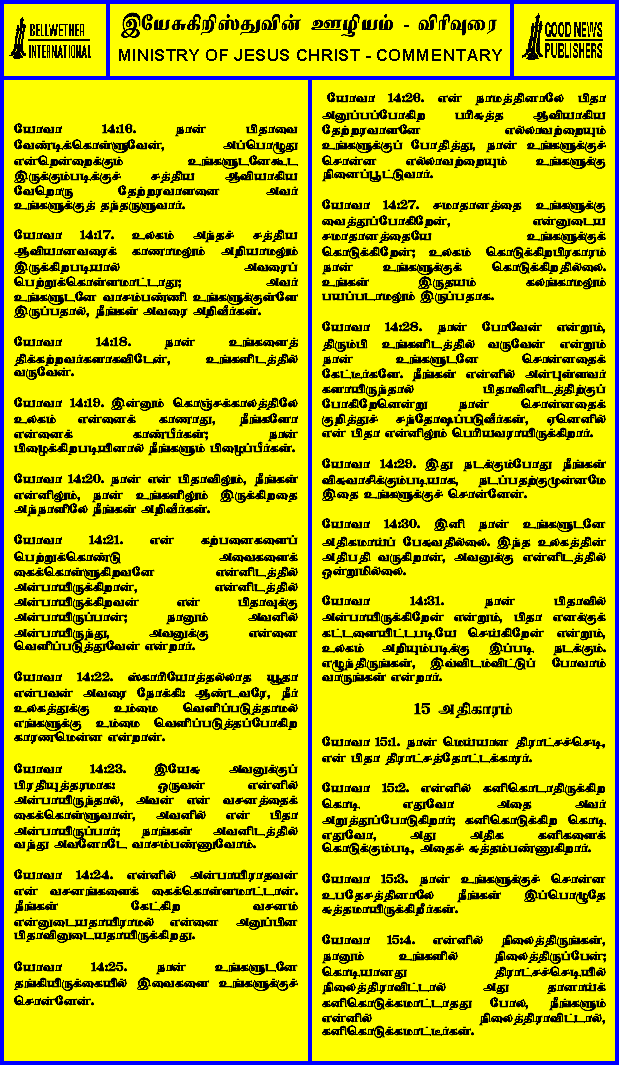 BELLWETHER
INTERNATIONAL
இயேசுகிறிஸ்துவின் ஊழியம் - விரிவுரை
MINISTRY OF JESUS CHRIST - COMMENTARY
GOOD NEWS
PUBLISHERS
யோவா 14:16. நான் பிதாவை
வேண்டிக்கொள்ளுவேன், அப்பொழுது
என்றென்றைக்கும் உங்களுடனேகூட
இருக்கும்படிக்குச் சத்திய ஆவியாகிய
வேறொரு தேற்றரவாளனை அவர்
உங்களுக்குத் தந்தருளுவார்.
யோவா 14:17. உலகம் அந்தச் சத்திய
ஆவியானவரைக் காணாமலும் அறியாமலும்
இருக்கிறபடியால் அவரைப்
பெற்றுக்கொள்ளமாட்டாது; அவர்
உங்களுடனே வாசம்பண்ணி உங்களுக்குள்ளே
இருப்பதால், நீங்கள் அவரை அறிவீர்கள்.
யோவா 14:18. நான் உங்களைத்
திக்கற்றவர்களாகவிடேன், உங்களிடத்தில்
வருவேன்.
யோவா 14:19. இன்னும் கொஞ்சக்காலத்திலே
உலகம் என்னைக் காணாது, நீங்களோ
என்னைக் காண்பீர்கள்; நான்
பிழைக்கிறபடியினால் நீங்களும் பிழைப்பீர்கள்.
யோவா 14:20. நான் என் பிதாவிலும், நீங்கள்
என்னிலும், நான் உங்களிலும் இருக்கிறதை
அந்நாளிலே நீங்கள் அறிவீர்கள்.
யோவா 14:21. என் கற்பனைகளைப்
பெற்றுக்கொண்டு அவைகளைக்
கைக்கொள்ளுகிறவனே என்னிடத்தில்
அன்பாயிருக்கிறான், என்னிடத்தில்
அன்பாயிருக்கிறவன் என் பிதாவுக்கு
அன்பாயிருப்பான்; நானும் அவனில்
அன்பாயிருந்து, அவனுக்கு என்னை
வெளிப்படுத்துவேன் என்றார்.
யோவா 14:22. ஸ்காரியோத்தல்லாத யூதா
என்பவன் அவரை நோக்கி: ஆண்டவரே, நீர்
உலகத்துக்கு உம்மை வெளிப்படுத்தாமல்
எங்களுக்கு உம்மை வெளிப்படுத்தப்போகிற
காரணமென்ன என்றான்.
யோவா 14:23. இயேசு அவனுக்குப்
பிரதியுத்தரமாக: ஒருவன் என்னில்
அன்பாயிருந்தால், அவன் என் வசனத்தைக்
கைக்கொள்ளுவான், அவனில் என் பிதா
அன்பாயிருப்பார்; நாங்கள் அவனிடத்தில்
வந்து அவனோடே வாசம்பண்ணுவோம்.
யோவா 14:24. என்னில் அன்பாயிராதவன்
என் வசனங்களைக் கைக்கொள்ளமாட்டான்.
நீங்கள் கேட்கிற வசனம்
என்னுடையதாயிராமல் என்னை அனுப்பின
பிதாவினுடையதாயிருக்கிறது.
யோவா 14:25. நான் உங்களுடனே
தங்கியிருக்கையில் இவைகளை உங்களுக்குச்
சொன்னேன்.
யோவா 14:26. என் நாமத்தினாலே பிதா
அனுப்பப்போகிற பரிசுத்த ஆவியாகிய
தேற்றரவாளனே எல்லாவற்றையும்
உங்களுக்குப் போதித்து, நான் உங்களுக்குச்
சொன்ன எல்லாவற்றையும் உங்களுக்கு
நினைப்பூட்டுவார்.
யோவா 14:27. சமாதானத்தை உங்களுக்கு
வைத்துப்போகிறேன், என்னுடைய
சமாதானத்தையே உங்களுக்குக்
கொடுக்கிறேன்; உலகம் கொடுக்கிறபிரகாரம்
நான் உங்களுக்குக் கொடுக்கிறதில்லை.
உங்கள் இருதயம் கலங்காமலும்
பயப்படாமலும் இருப்பதாக.
யோவா 14:28. நான் போவேன் என்றும்,
திரும்பி உங்களிடத்தில் வருவேன் என்றும்
நான் உங்களுடனே சொன்னதைக்
கேட்டீர்களே. நீங்கள் என்னில் அன்புள்ளவர்
களாயிருந்தால் பிதாவினிடத்திற்குப்
போகிறேனென்று நான் சொன்னதைக்
குறித்துச் சந்தோஷப்படுவீர்கள், ஏனெனில்
என் பிதா என்னிலும் பெரியவராயிருக்கிறார்.
யோவா 14:29. இது நடக்கும்போது நீங்கள்
விசுவாசிக்கும்படியாக, நடப்பதற்குமுன்னமே
இதை உங்களுக்குச் சொன்னேன்.
யோவா 14:30. இனி நான் உங்களுடனே
அதிகமாய்ப் பேசுவதில்லை. இந்த உலகத்தின்
அதிபதி வருகிறான், அவனுக்கு என்னிடத்தில்
ஒன்றுமில்லை.
யோவா 14:31. நான் பிதாவில்
அன்பாயிருக்கிறேன் என்றும், பிதா எனக்குக்
கட்டளையிட்டபடியே செய்கிறேன் என்றும்,
உலகம் அறியும்படிக்கு இப்படி நடக்கும்.
எழுந்திருங்கள், இவ்விடம்விட்டுப் போவாம்
வாருங்கள் என்றார்.
15 அதிகாரம்
யோவா 15:1. நான் மெய்யான திராட்சச்செடி,
என் பிதா திராட்சத்தோட்டக்காரர்.
யோவா 15:2. என்னில் கனிகொடாதிருக்கிற
கொடி எதுவோ அதை அவர்
அறுத்துப்போடுகிறார்; கனிகொடுக்கிற கொடி
எதுவோ, அது அதிக கனிகளைக்
கொடுக்கும்படி, அதைச் சுத்தம்பண்ணுகிறார்.
யோவா 15:3. நான் உங்களுக்குச் சொன்ன
உபதேசத்தினாலே நீங்கள் இப்பொழுதே
சுத்தமாயிருக்கிறீர்கள்.
யோவா 15:4. என்னில் நிலைத்திருங்கள்,
நானும் உங்களில் நிலைத்திருப்பேன்;
கொடியானது திராட்சச்செடியில்
நிலைத்திராவிட்டால் அது தானாய்க்
கனிகொடுக்கமாட்டாதது போல, நீங்களும்
என்னில் நிலைத்திராவிட்டால்,
கனிகொடுக்கமாட்டீர்கள்.